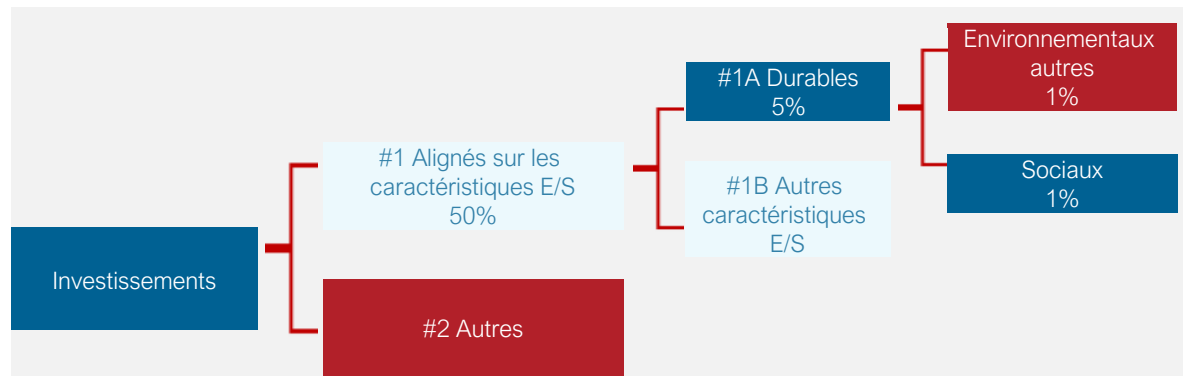 Investissements
#1 Alignés sur les
caractéristiques E/S
50%
#2 Autres
#1A Durables
5%
#1B Autres
caractéristiques
E/S
Environnementaux
autres
1%
Sociaux
1%